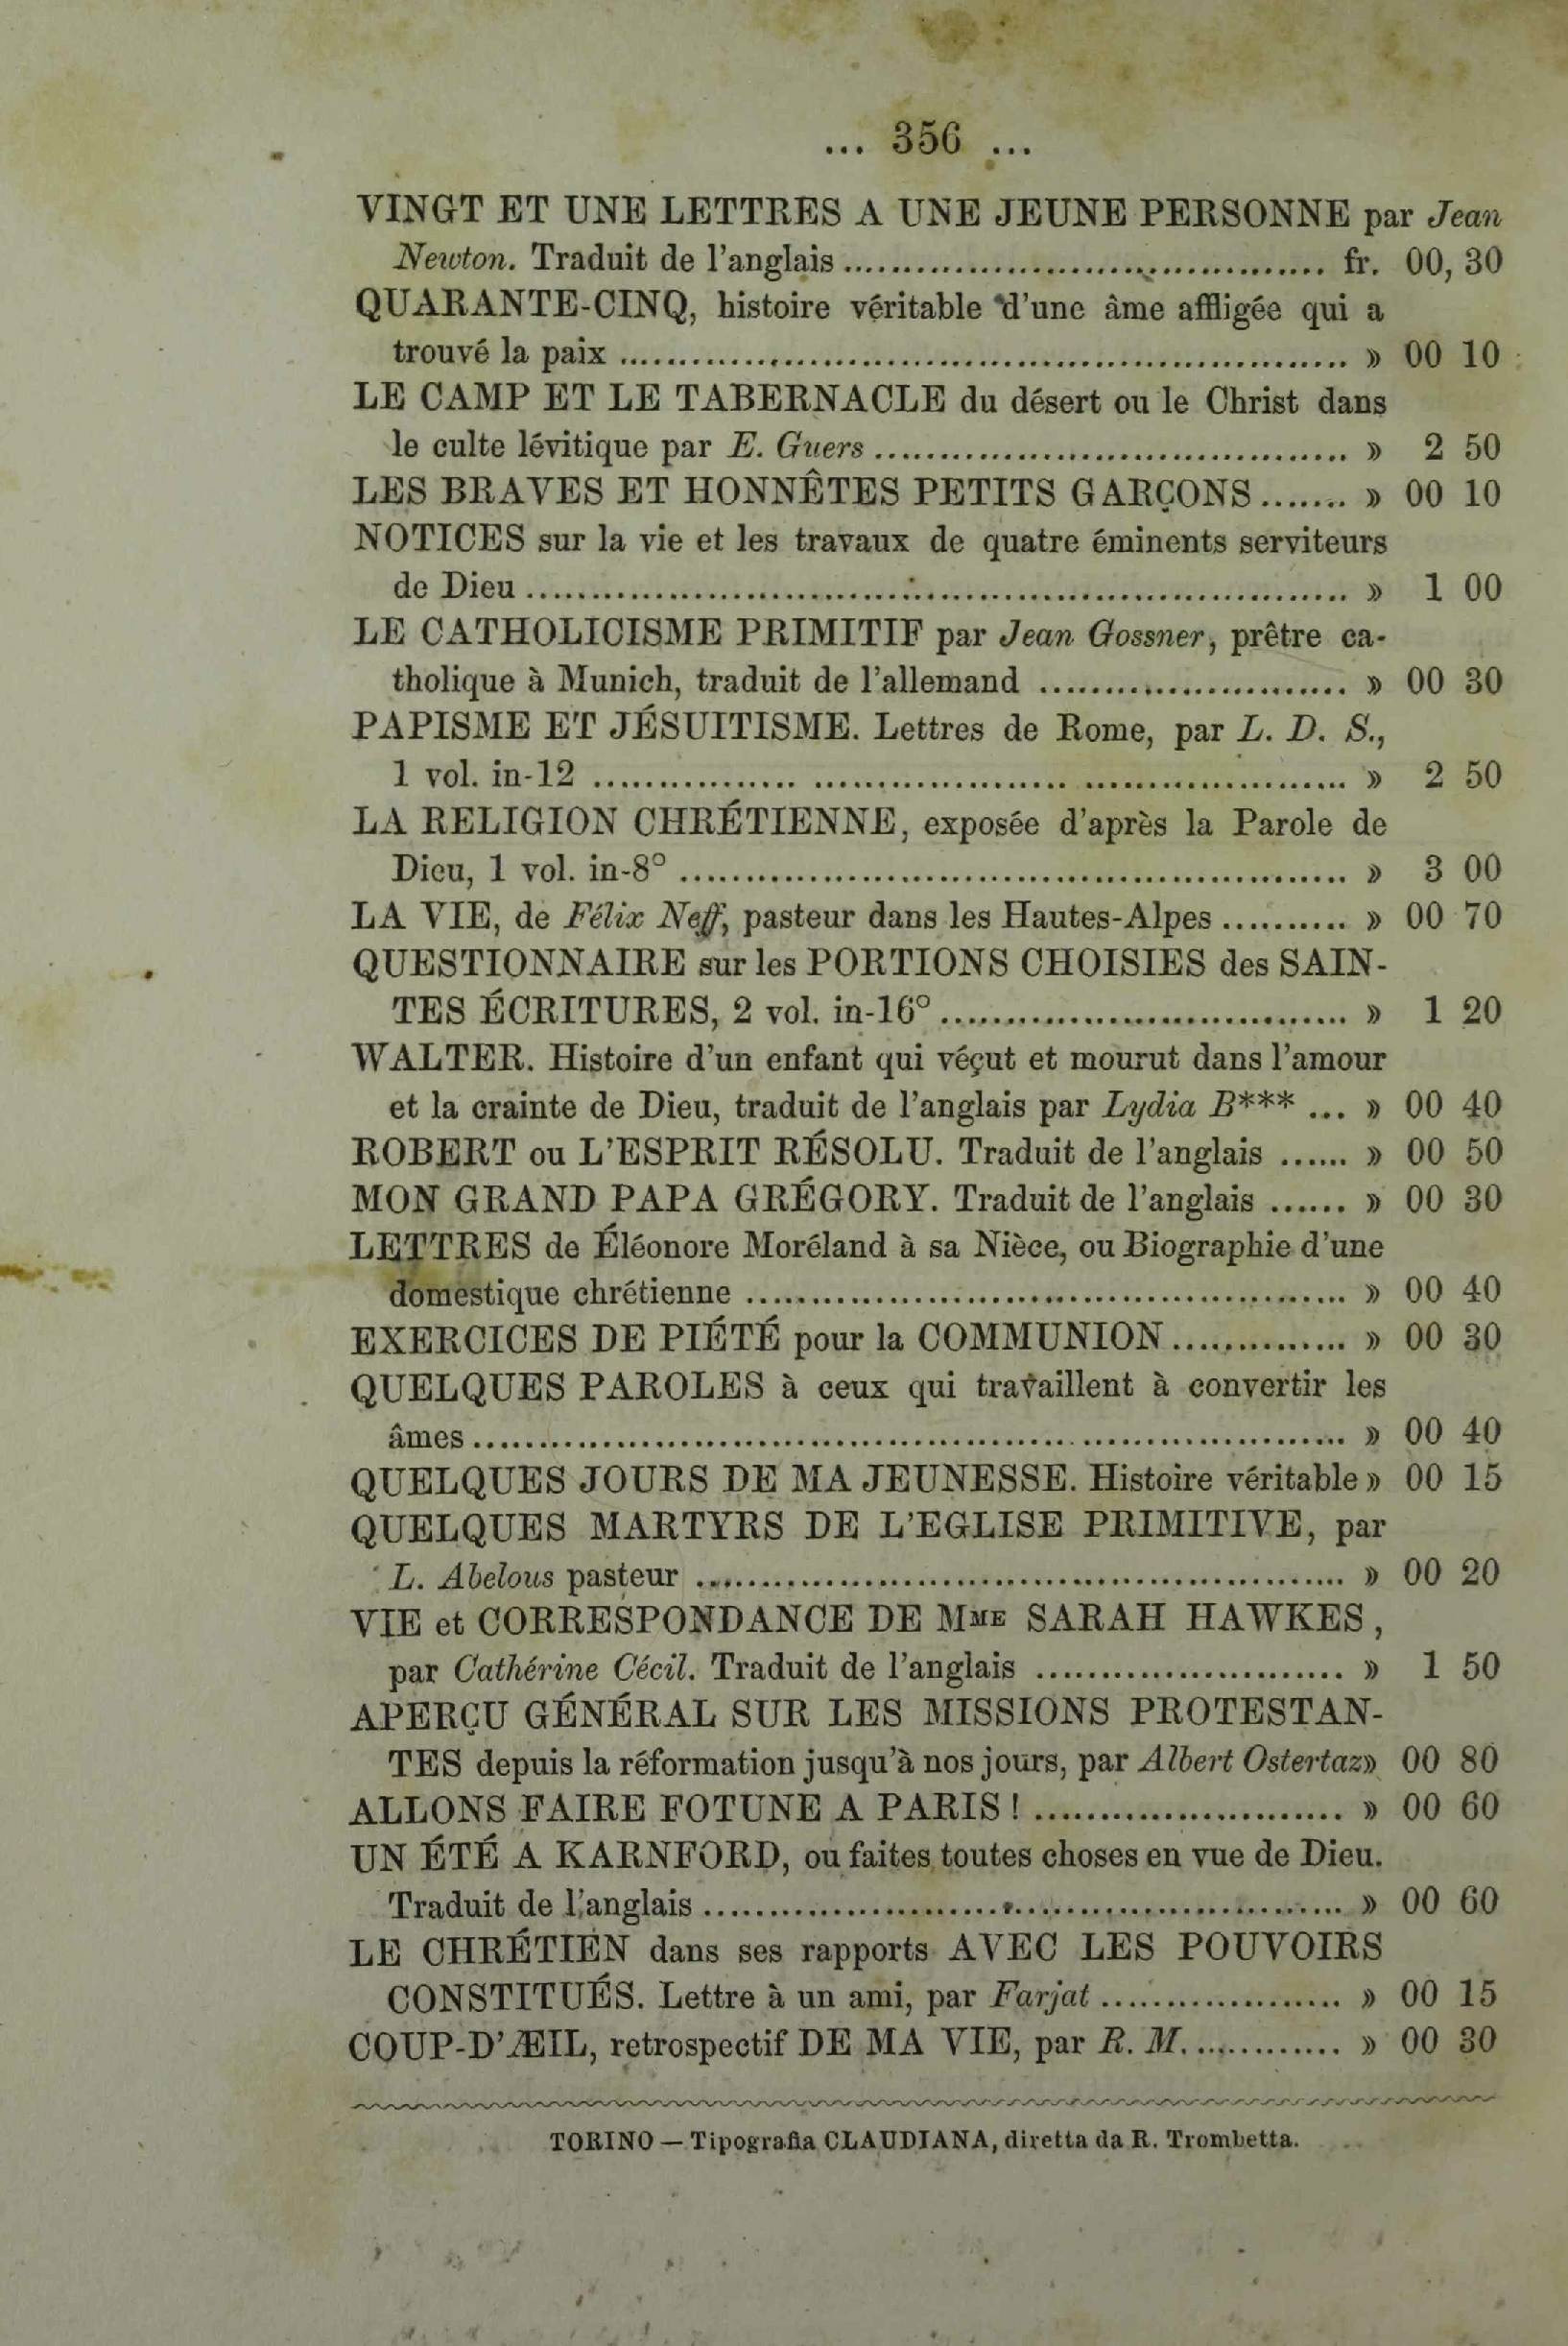 ... 356 ...
VINGT ET UNE LETTRES A UNE JEUNE PERSONNE par Jean
Newton. Traduit de l'anglais ........................................ fr. 00, 30
QUARANTE-CINQ, histoire véritable d'une âme affligée qui a
trouvé la paix ........................................ » 00 10
LE CAMP ET LE TABERNACLE du désert ou le Christ dans
le culte lévitique par E. Guers ........................................ » 2 50
LES BRAVES ET HONNÊTES PETITS GARÇONS ....... » 00 10
NOTICES sur la vie et les travaux de quatre éminents serviteurs
de Dieu ........................................ » 1 00
LE CATHOLICISME PRIMITIF par Jean Gossner, prêtre ca-
tholique à Munich, traduit de l'allemand ........................ » 00 30
PAPISME ET JÉSUITISME. Lettres de Rome, par L. D. S.,
1 vol. in-12 ........................................ » 2 50
LA RELIGION CHRÉTIENNE, exposée d'après la Parole de
Dieu, 1 vol. in-8° ........................................ » 3 00
LA VIE, de Félix Neff, pasteur dans les Hautes-Alpes .......... » 00 70
QUESTIONNAIRE sur les PORTIONS CHOISIES des SAIN-
TES ÉCRITURES, 2 vol. in-16° ................................ » 1 20
WALTER. Histoire d'un enfant qui véçut et mourut dans l'amour
et la crainte de Dieu, traduit de l'anglais par Lydia B*** ... » 00 40
ROBERT ou L'ESPRIT RÉSOLU. Traduit de l'anglais ...... » 00 50
MON GRAND PAPA GRÉGORY. Traduit de l'anglais ...... » 00 30
LETTRES de Éléonore Moréland à sa Nièce, ou Biographie d'une
domestique chrétienne ........................................ » 00 40
EXERCICES DE PIÉTÉ pour la COMMUNION .............. » 00 30
QUELQUES PAROLES à ceux qui travaillent à convertir les
âmes ........................................ » 00 40
QUELQUES JOURS DE MA JEUNESSE. Histoire véritable » 00 15
QUELQUES MARTYRS DE L'EGLISE PRIMITIVE, par
L. Abelous pasteur ........................................ » 00 20
VIE et CORRESPONDANCE DE MME SARAH HAWKES,
par Cathérine Cécil. Traduit de l'anglais ........................ » 1 50
APERÇU GÉNÉRAL SUR LES MISSIONS PROTESTAN-
TES depuis la réformation jusqu'à nos jours, par Albert Ostertaz » 00 80
ALLONS FAIRE FOTUNE A PARIS ! ........................ » 00 60
UN ÉTÉ A KARNFORD, ou faites toutes choses en vue de Dieu.
Traduit de l'anglais ........................................ » 00 60
LE CHRÉTIEN dans ses rapports AVEC LES POUVOIRS
CONSTITUÉS. Lettre à un ami, par Farjat ................... » 00 15
COUP-D'ÆIL, retrospectif DE MA VIE, par R. M. ............ » 00 30
TORINO — Tipografia CLAUDIANA, diretta da R. Trombetta.